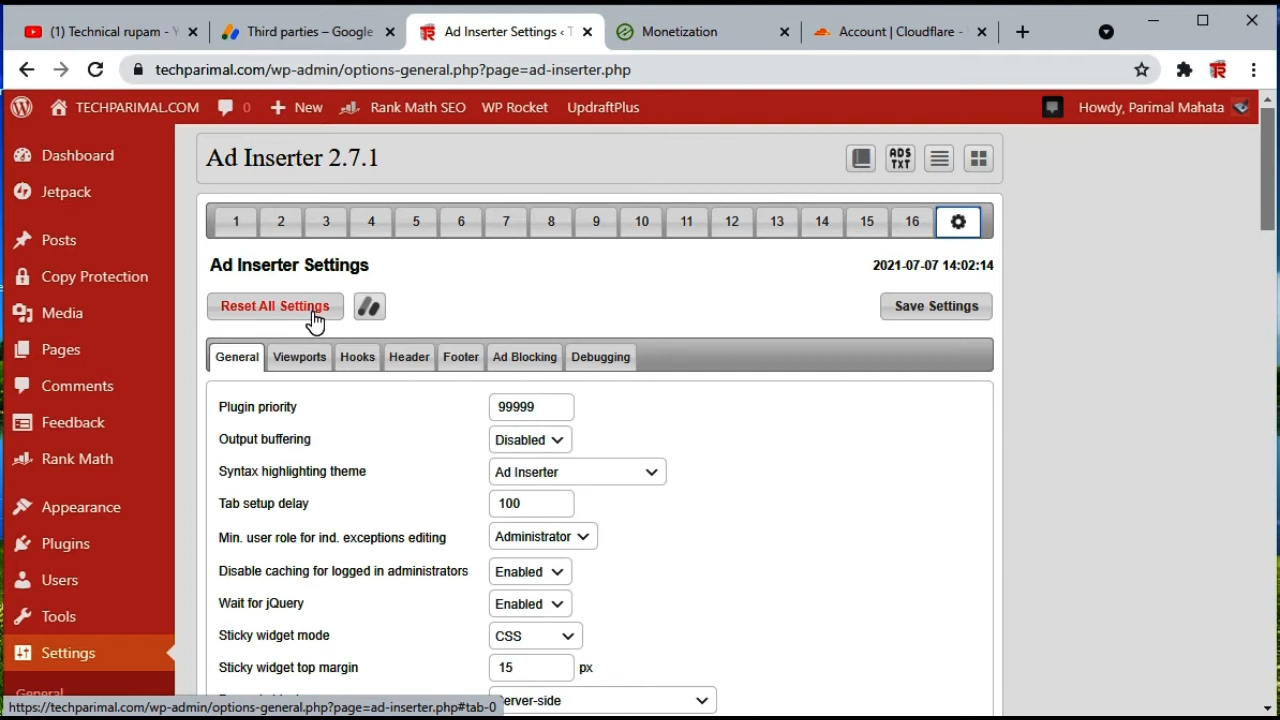 (1) Technical rupam - Y
Third parties – Google
Ad Inserter Settings ‹ T
Monetization
Account | Cloudflare -
techparimal.com/wp-admin/options-general.php?page=ad-inserter.php
TECHPARIMAL.COM
0
New
Rank Math SEO
WP Rocket
UpdraftPlus
Howdy, Parimal Mahata
Dashboard
Jetpack
Posts
Copy Protection
Media
Pages
Comments
Feedback
Rank Math
Appearance
Plugins
Users
Tools
Settings
General
Ad Inserter 2.7.1
ADS
TXT
1 2 3 4 5 6 7 8 9 10 11 12 13 14 15 16
Ad Inserter Settings
2021-07-07 14:02:14
Reset All Settings
Save Settings
General Viewports Hooks Header Footer Ad Blocking Debugging
Plugin priority 99999
Output buffering Disabled
Syntax highlighting theme Ad Inserter
Tab setup delay 100
Min. user role for ind. exceptions editing Administrator
Disable caching for logged in administrators Enabled
Wait for jQuery Enabled
Sticky widget mode CSS
Sticky widget top margin 15 px
erver-side
https://techparimal.com/wp-admin/options-general.php?page=ad-inserter.php#tab-0